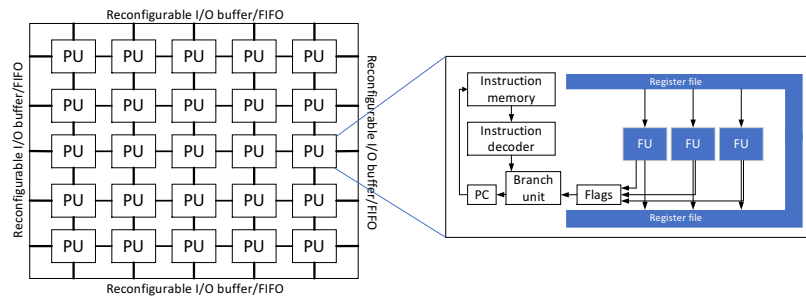 Reconfigurable I/O buffer/FIFO
PU PU PU PU PU
PU PU PU PU PU
PU PU PU PU PU
PU PU PU PU PU
PU PU PU PU PU
Reconfigurable I/O buffer/FIFO
Reconfigurable I/O buffer/FIFO
Reconfigurable I/O buffer/FIFO
Register file
Instruction
memory
Instruction
decoder
FU FU FU
PC
Branch
unit
Flags
Register file